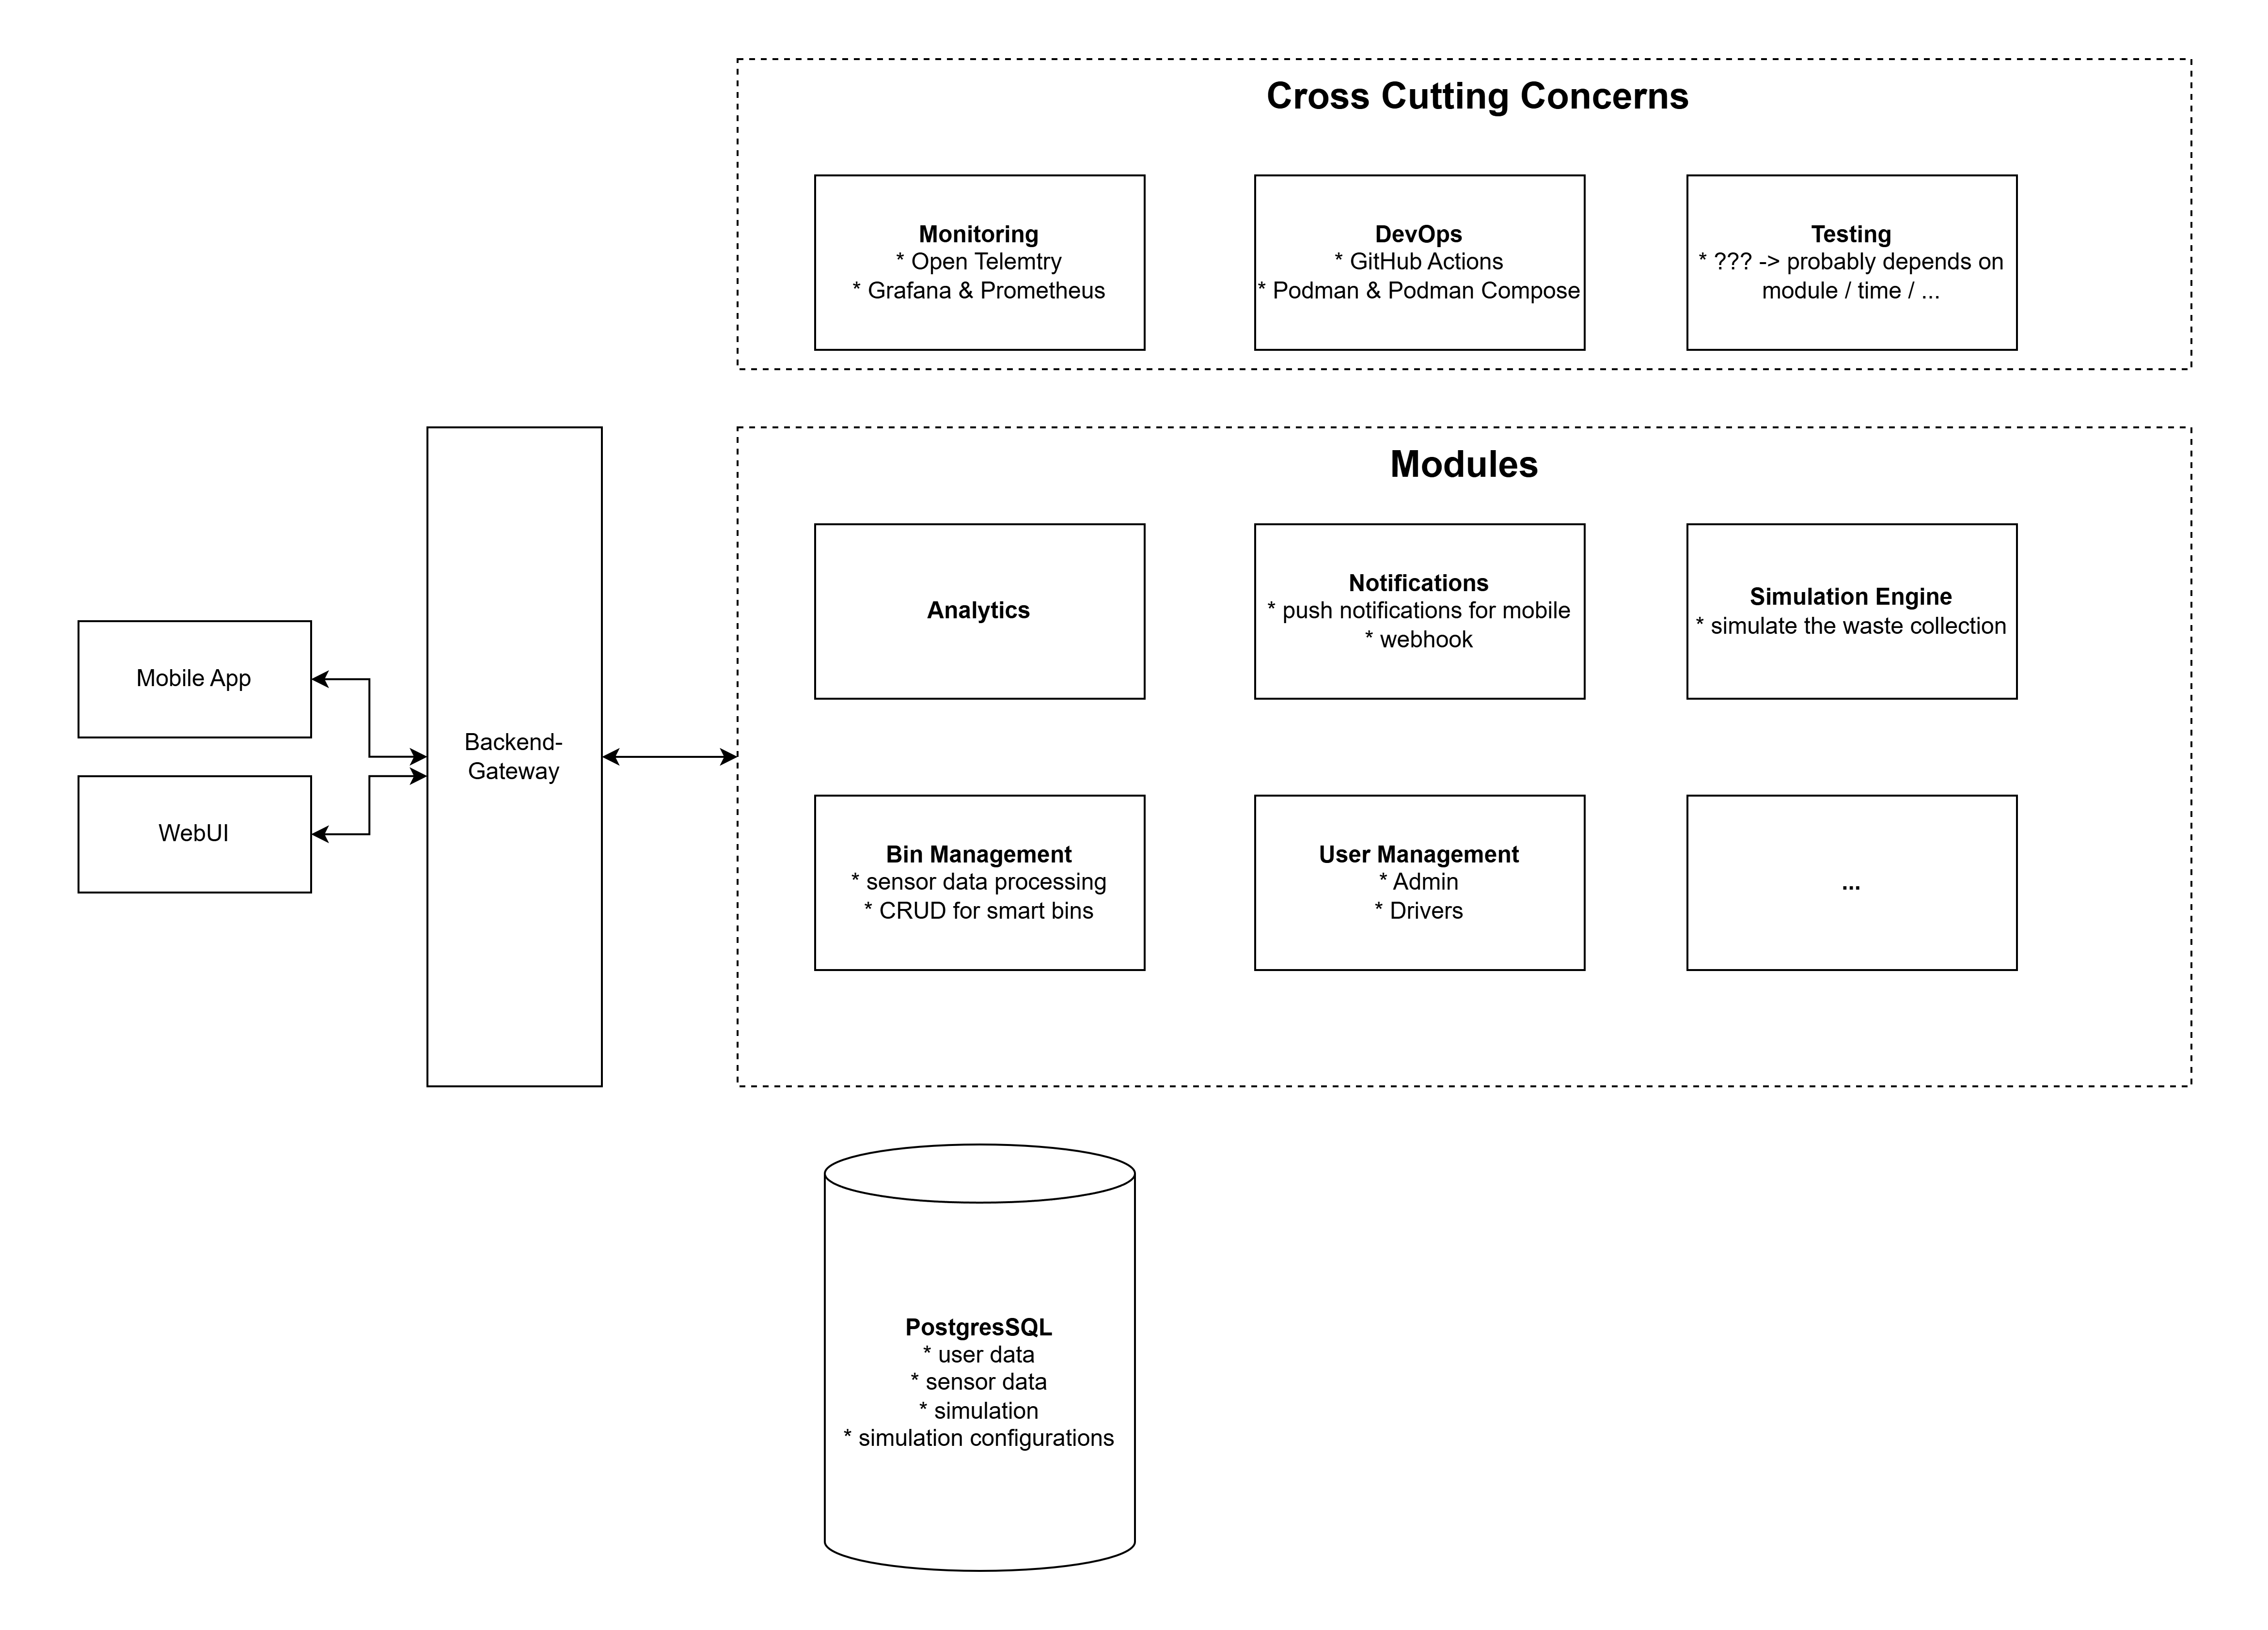 Cross Cutting Concerns
Monitoring
* Open Telemtry
* Grafana & Prometheus
DevOps
* GitHub Actions
* Podman & Podman Compose
Testing
* ??? -> probably depends on
module / time / ...
Modules
Analytics
Notifications
* push notifications for mobile
* webhook
Simulation Engine
* simulate the waste collection
Mobile App
WebUI
Backend-
Gateway
Bin Management
* sensor data processing
* CRUD for smart bins
User Management
* Admin
* Drivers
...
PostgresSQL
* user data
* sensor data
* simulation
* simulation configurations